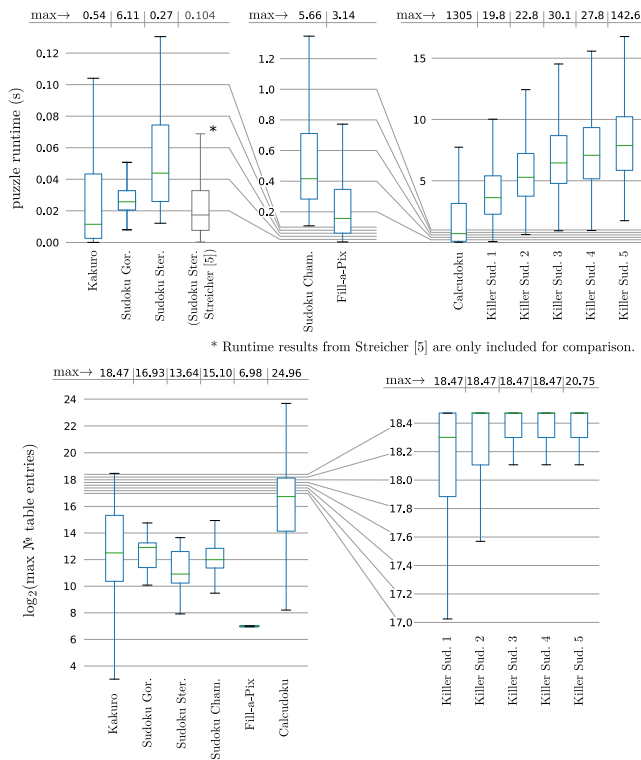 max→ 0.54 6.11 0.27 0.104
5.66 3.14
max→ 1305 19.8 22.8 30.1 27.8 142.6
puzzle runtime (s)
0.12
0.10
0.08
0.06
0.04
0.02
0.00
*
1.2
1.0
0.8
0.6
0.4
0.2
15
10
5
Kakuro
Sudoku Gor.
Sudoku Ster.
(Sudoku Ster.
Streicher [5])
Sudoku Cham.
Fill-a-Pix
Calcudoku
Killer Sud. 1
Killer Sud. 2
Killer Sud. 3
Killer Sud. 4
Killer Sud. 5
* Runtime results from Streicher [5] are only included for comparison.
max→ 18.47 16.93 13.64 15.10 6.98 24.96
max→ 18.47 18.47 18.47 18.47 20.75
log₂(max № table entries)
24
22
20
18
16
14
12
10
8
6
4
18.4
18.2
18.0
17.8
17.6
17.4
17.2
17.0
Kakuro
Sudoku Gor.
Sudoku Ster.
Sudoku Cham.
Fill-a-Pix
Calcudoku
Killer Sud. 1
Killer Sud. 2
Killer Sud. 3
Killer Sud. 4
Killer Sud. 5